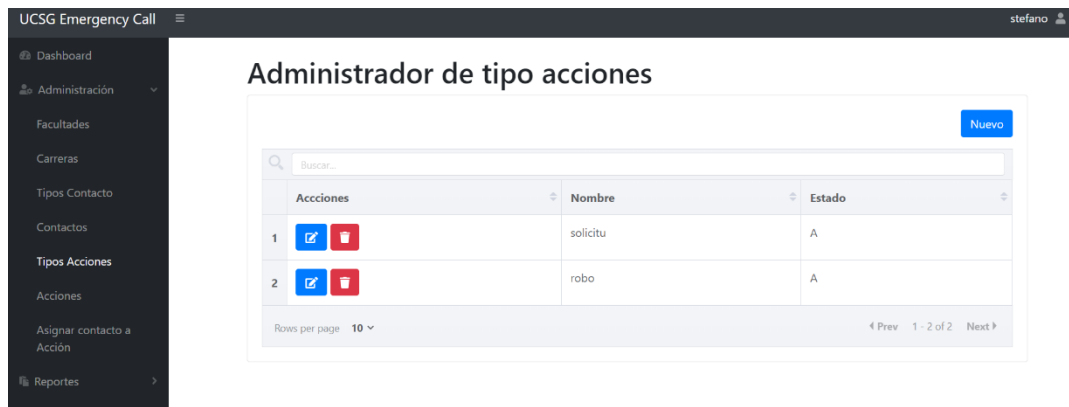 UCSG Emergency Call
stefano
Dashboard
Administración
Facultades
Carreras
Tipos Contacto
Contactos
Tipos Acciones
Acciones
Asignar contacto a
Acción
Reportes
Administrador de tipo acciones
Nuevo
Buscar...
Accciones Nombre Estado
1 solicitu A
2 robo A
Rows per page 10 Prev 1 - 2 of 2 Next